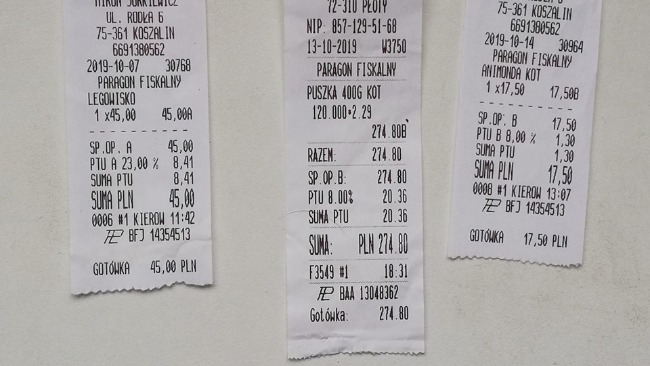 UL. RODŁA 6
75-361 KOSZALIN
6691380562
2019-10-07 30768
PARAGON FISKALNY
LEGOWISKO
1 x45,00 45,00A
SP.OP. A 45,00
PTU A 23,00 % 8,41
SUMA PTU 8,41
SUMA PLN 45,00
0006 #1 KIEROW 11:42
BFJ 14354513
GOTÓWKA 45,00 PLN
72-310 PŁOTY
NIP: 857-129-51-68
13-10-2019 W3750
PARAGON FISKALNY
PUSZKA 400G KOT
120.000*2.29
274.80B
RAZEM: 274.80
SP.OP.B: 274.80
PTU 8.00% 20.36
SUMA PTU 20.36
SUMA: PLN 274.80
F3549 #1 18:31
BAA 13048362
Gotówka: 274.80
75-361 KOSZALIN
6691380562
2019-10-14 30964
PARAGON FISKALNY
ANIMONDA KOT
1 x17,50 17,50B
SP.OP. B 17,50
PTU B 8,00 % 1,30
SUMA PTU 1,30
SUMA PLN 17,50
0008 #1 KIEROW 13:07
BFJ 14354513
GOTÓWKA 17,50 PLN